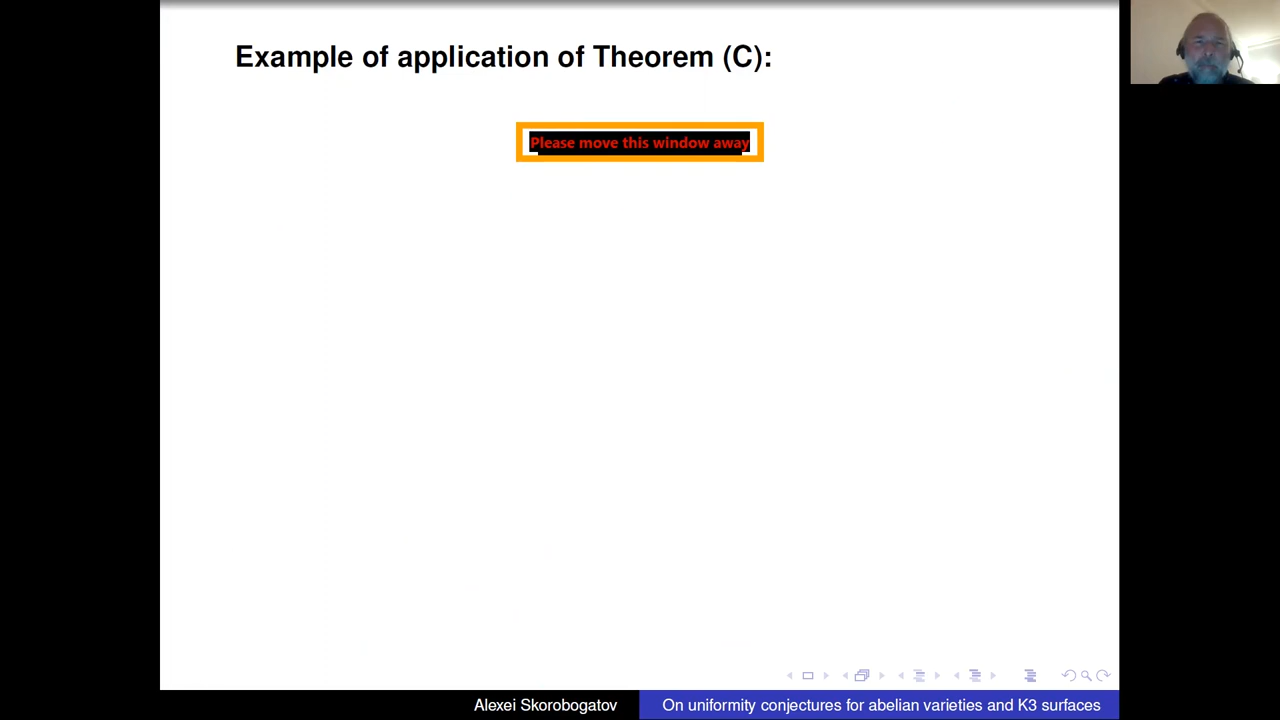 Example of application of Theorem (C):
Please move this window away
Alexei Skorobogatov
On uniformity conjectures for abelian varieties and K3 surfaces